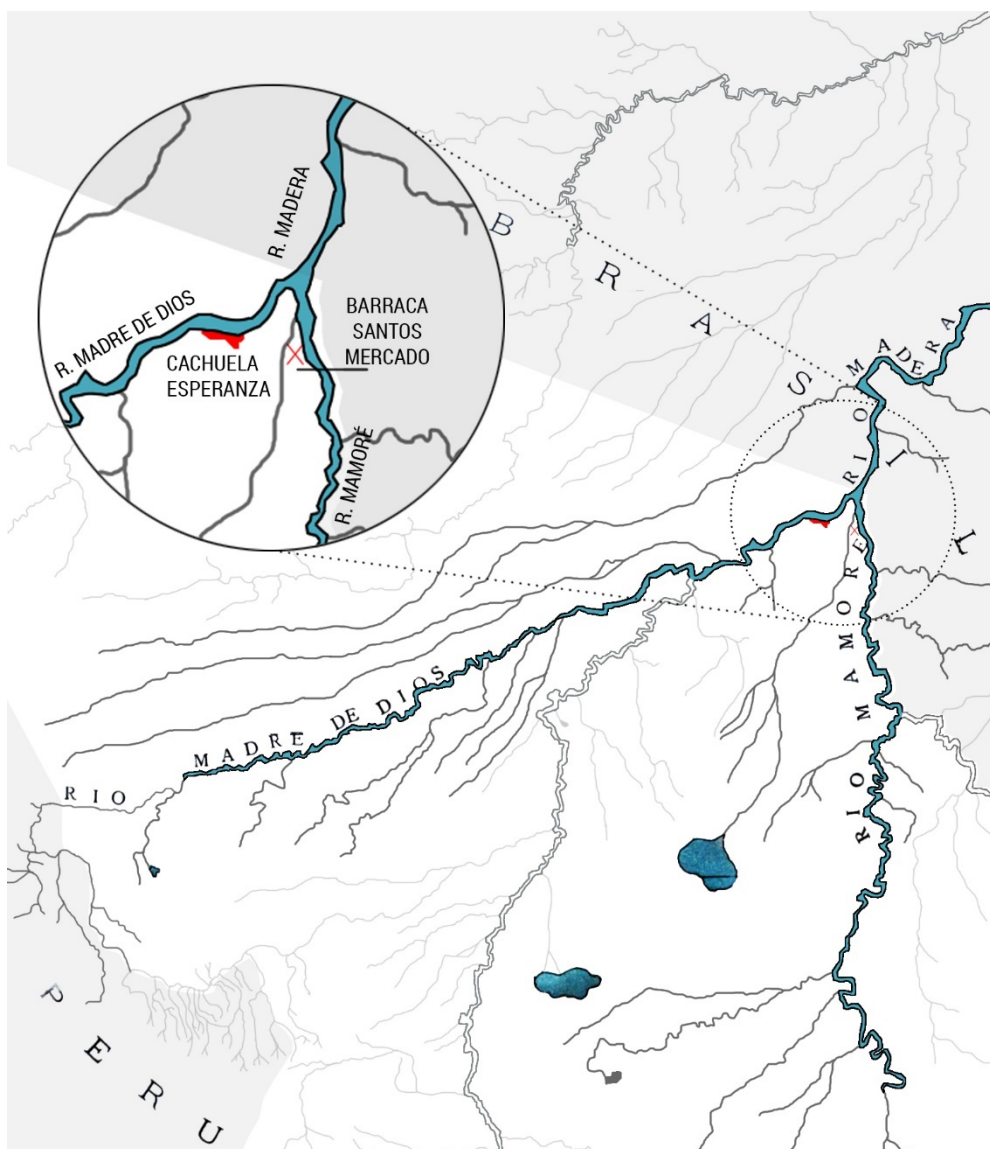 BRASIL
R. MADERA
R. MADRE DE DIOS
BARRACA
SANTOS
MERCADO
CACHUELA
ESPERANZA
R. MAMORÉ
RIO MADERA
RIO MAMORE
RIO MADRE DE DIOS
PERU